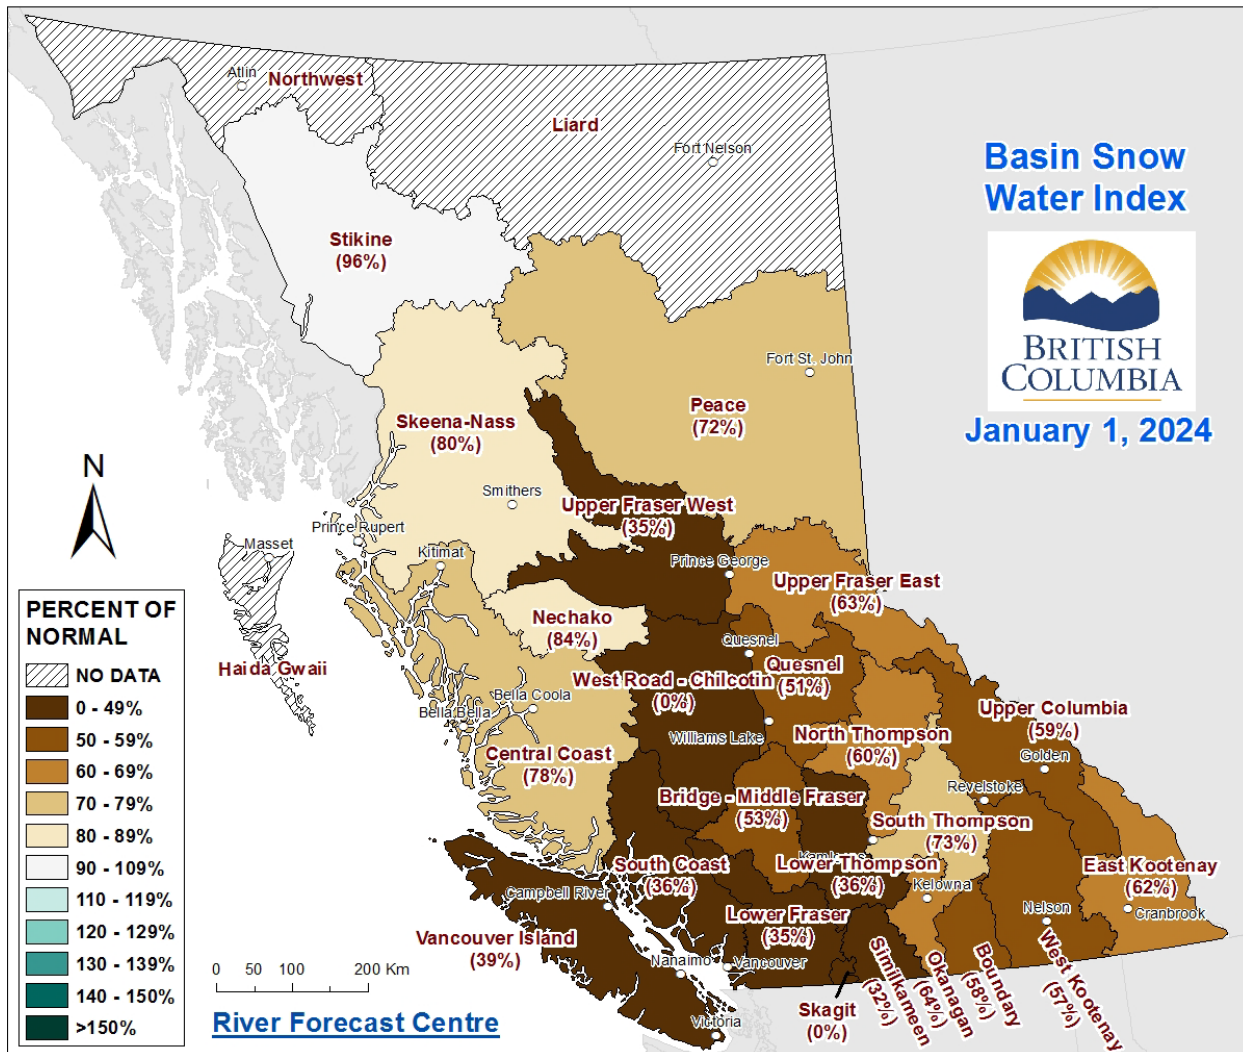 Atlin
Northwest
Liard
Fort Nelson
Basin Snow
Water Index
BRITISH
COLUMBIA
January 1, 2024
Stikine
(96%)
Fort St. John
Peace
(72%)
Skeena-Nass
(80%)
N
Smithers
Upper Fraser West
(35%)
Prince Rupert
Masset
Kitimat
Prince George
Upper Fraser East
(63%)
PERCENT OF
NORMAL
NO DATA
0 - 49%
50 - 59%
60 - 69%
70 - 79%
80 - 89%
90 - 109%
110 - 119%
120 - 129%
130 - 139%
140 - 150%
>150%
Haida Gwaii
Nechako
(84%)
Quesnel
Quesnel
(51%)
West Road - Chilcotin
(0%)
Bella Coola
Bella Bella
Williams Lake
North Thompson
(60%)
Upper Columbia
(59%)
Golden
Central Coast
(78%)
Revelstoke
Bridge - Middle Fraser
(53%)
South Thompson
(73%)
Kamloops
Lower Thompson
(36%)
South Coast
(36%)
East Kootenay
(62%)
Kelowna
Campbell River
Nelson
Cranbrook
Lower Fraser
(35%)
Vancouver Island
(39%)
Nanaimo
Vancouver
Skagit
(0%)
Similkameen
(32%)
Okanagan
(64%)
Boundary
(58%)
West Kootenay
(57%)
0 50 100 200 Km
River Forecast Centre
Victoria